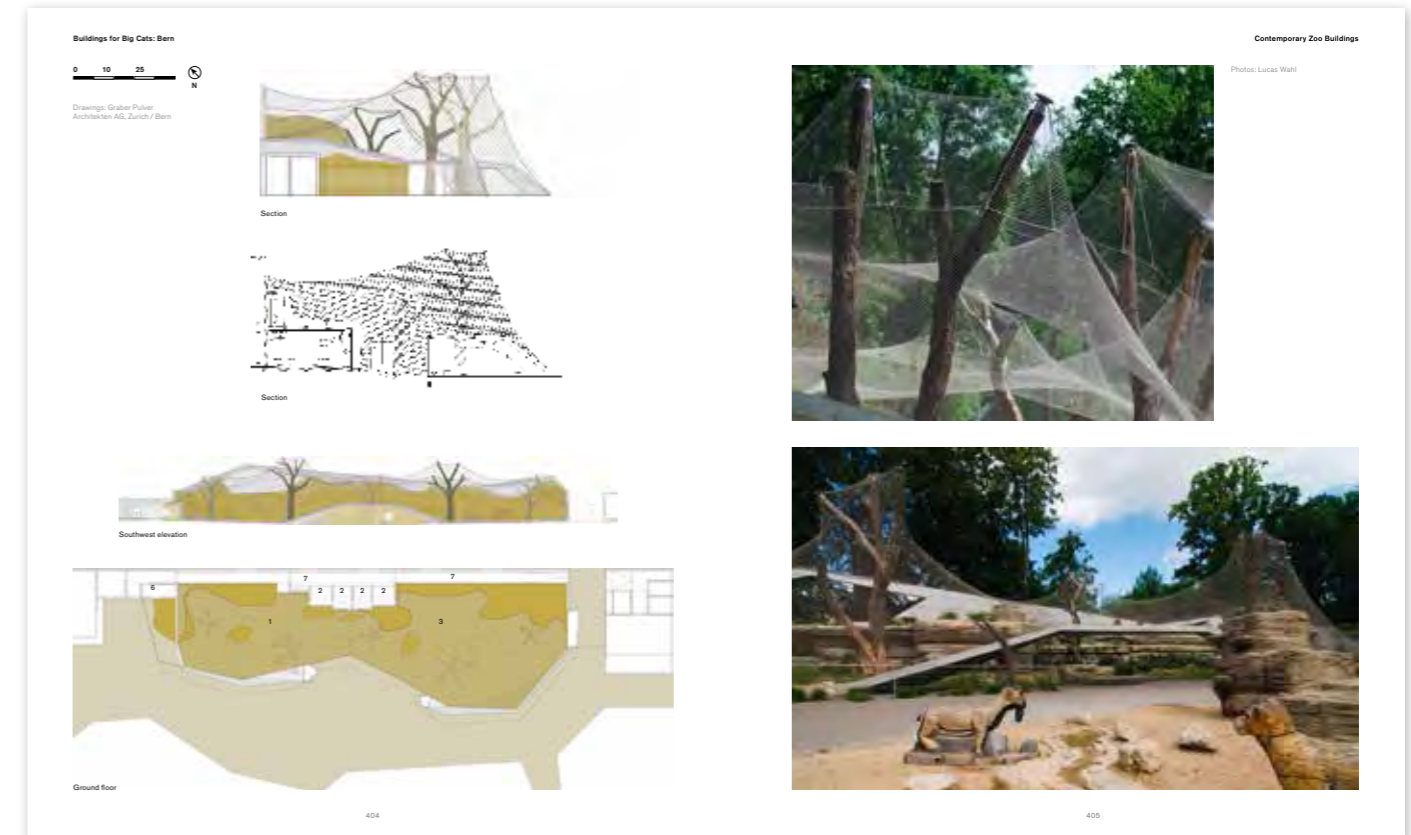 Buildings for Big Cats: Bern
Contemporary Zoo Buildings
0 10 25
N
Drawings: Graber Pulver
Architekten AG, Zurich / Bern
Photos: Lucas Wahl
Section
Section
Southwest elevation
7 7
6 2 2 2 2
1 3
Ground floor
404
405